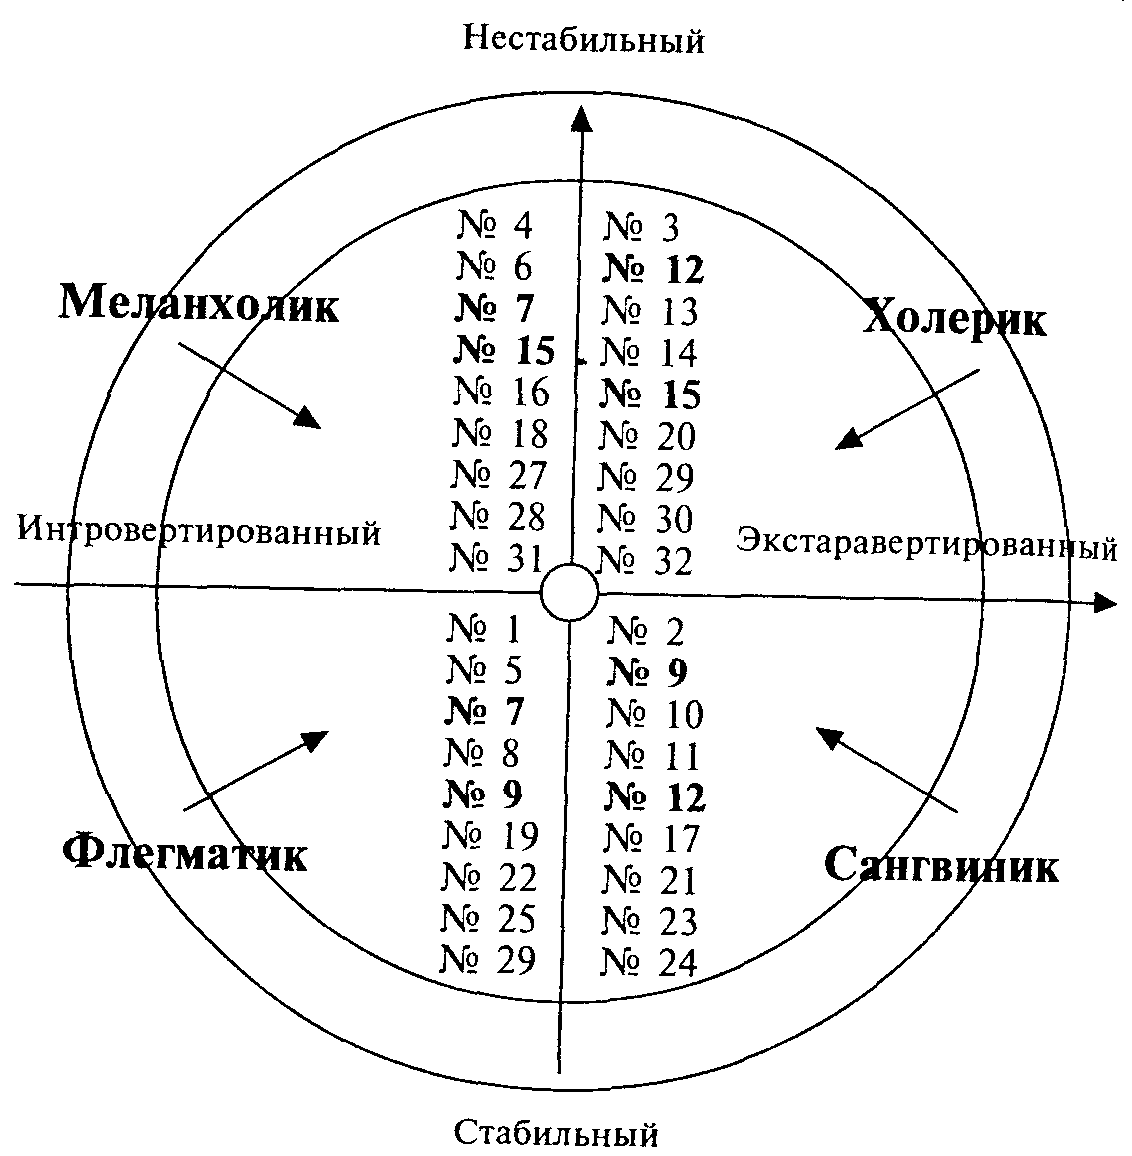 Нестабильный
№ 4 № 3
№ 6 № 12
Меланхолик № 7 № 13 Холерик
№ 15 № 14
№ 16 № 15
№ 18 № 20
№ 27 № 29
Интровертированный № 28 № 30 Экстаравертированный
№ 31 № 32
№ 1 № 2
№ 5 № 9
№ 7 № 10
№ 8 № 11
№ 9 № 12
Флегматик № 19 № 17 Сангвиник
№ 22 № 21
№ 25 № 23
№ 29 № 24
Стабильный